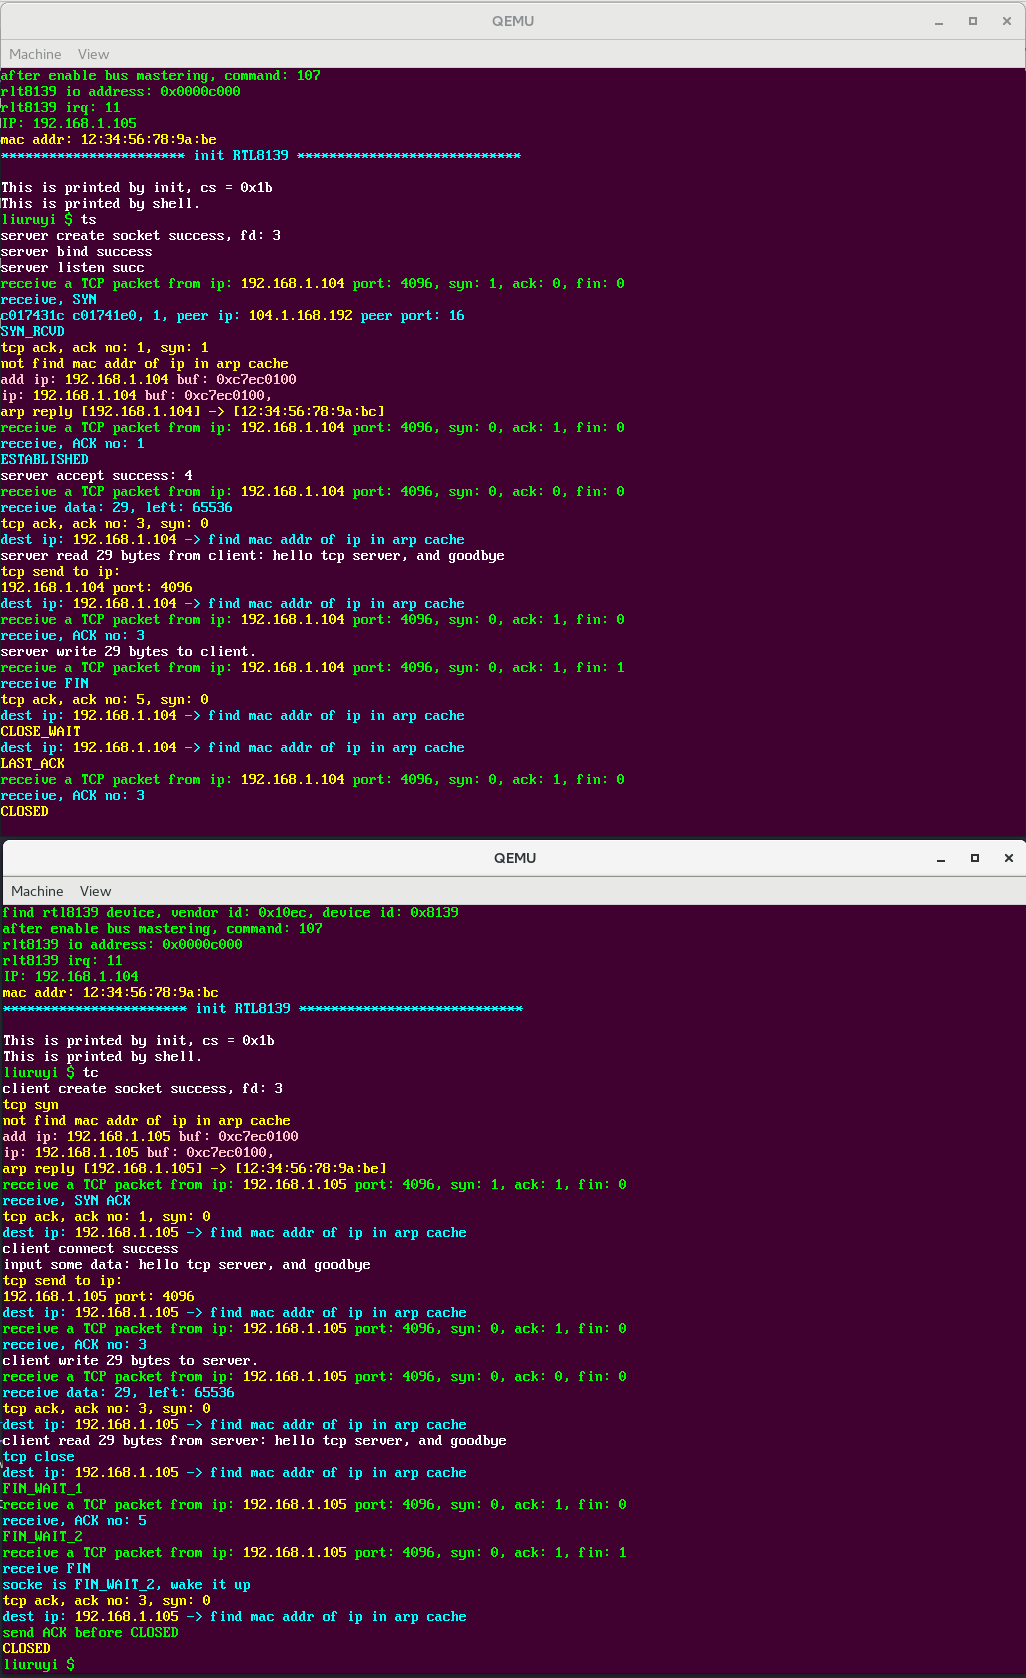 QEMU
Machine View
after enable bus mastering, command: 107
rlt8139 io address: 0x0000c000
rlt8139 irq: 11
IP: 192.168.1.105
mac addr: 12:34:56:78:9a:be
*********************** init RTL8139 ****************************
This is printed by init, cs = 0x1b
This is printed by shell.
liuruyi $ ts
server create socket success, fd: 3
server bind success
server listen succ
receive a TCP packet from ip: 192.168.1.104 port: 4096, syn: 1, ack: 0, fin: 0
receive, SYN
c017431c c01741e0, 1, peer ip: 104.1.168.192 peer port: 16
SYN_RCVD
tcp ack, ack no: 1, syn: 1
not find mac addr of ip in arp cache
add ip: 192.168.1.104 buf: 0xc7ec0100
ip: 192.168.1.104 buf: 0xc7ec0100,
arp reply [192.168.1.104] -> [12:34:56:78:9a:bc]
receive a TCP packet from ip: 192.168.1.104 port: 4096, syn: 0, ack: 1, fin: 0
receive, ACK no: 1
ESTABLISHED
server accept success: 4
receive a TCP packet from ip: 192.168.1.104 port: 4096, syn: 0, ack: 0, fin: 0
receive data: 29, left: 65536
tcp ack, ack no: 3, syn: 0
dest ip: 192.168.1.104 -> find mac addr of ip in arp cache
server read 29 bytes from client: hello tcp server, and goodbye
tcp send to ip:
192.168.1.104 port: 4096
dest ip: 192.168.1.104 -> find mac addr of ip in arp cache
receive a TCP packet from ip: 192.168.1.104 port: 4096, syn: 0, ack: 1, fin: 0
receive, ACK no: 3
server write 29 bytes to client.
receive a TCP packet from ip: 192.168.1.104 port: 4096, syn: 0, ack: 1, fin: 1
receive FIN
tcp ack, ack no: 5, syn: 0
dest ip: 192.168.1.104 -> find mac addr of ip in arp cache
CLOSE_WAIT
dest ip: 192.168.1.104 -> find mac addr of ip in arp cache
LAST_ACK
receive a TCP packet from ip: 192.168.1.104 port: 4096, syn: 0, ack: 1, fin: 0
receive, ACK no: 3
CLOSED
QEMU
Machine View
find rtl8139 device, vendor id: 0x10ec, device id: 0x8139
after enable bus mastering, command: 107
rlt8139 io address: 0x0000c000
rlt8139 irq: 11
IP: 192.168.1.104
mac addr: 12:34:56:78:9a:bc
*********************** init RTL8139 ****************************
This is printed by init, cs = 0x1b
This is printed by shell.
liuruyi $ tc
client create socket success, fd: 3
tcp syn
not find mac addr of ip in arp cache
add ip: 192.168.1.105 buf: 0xc7ec0100
ip: 192.168.1.105 buf: 0xc7ec0100,
arp reply [192.168.1.105] -> [12:34:56:78:9a:be]
receive a TCP packet from ip: 192.168.1.105 port: 4096, syn: 1, ack: 1, fin: 0
receive, SYN ACK
tcp ack, ack no: 1, syn: 0
dest ip: 192.168.1.105 -> find mac addr of ip in arp cache
client connect success
input some data: hello tcp server, and goodbye
tcp send to ip:
192.168.1.105 port: 4096
dest ip: 192.168.1.105 -> find mac addr of ip in arp cache
receive a TCP packet from ip: 192.168.1.105 port: 4096, syn: 0, ack: 1, fin: 0
receive, ACK no: 3
client write 29 bytes to server.
receive a TCP packet from ip: 192.168.1.105 port: 4096, syn: 0, ack: 0, fin: 0
receive data: 29, left: 65536
tcp ack, ack no: 3, syn: 0
dest ip: 192.168.1.105 -> find mac addr of ip in arp cache
client read 29 bytes from server: hello tcp server, and goodbye
tcp close
dest ip: 192.168.1.105 -> find mac addr of ip in arp cache
FIN_WAIT_1
receive a TCP packet from ip: 192.168.1.105 port: 4096, syn: 0, ack: 1, fin: 0
receive, ACK no: 5
FIN_WAIT_2
receive a TCP packet from ip: 192.168.1.105 port: 4096, syn: 0, ack: 1, fin: 1
receive FIN
socke is FIN_WAIT_2, wake it up
tcp ack, ack no: 3, syn: 0
dest ip: 192.168.1.105 -> find mac addr of ip in arp cache
send ACK before CLOSED
CLOSED
liuruyi $